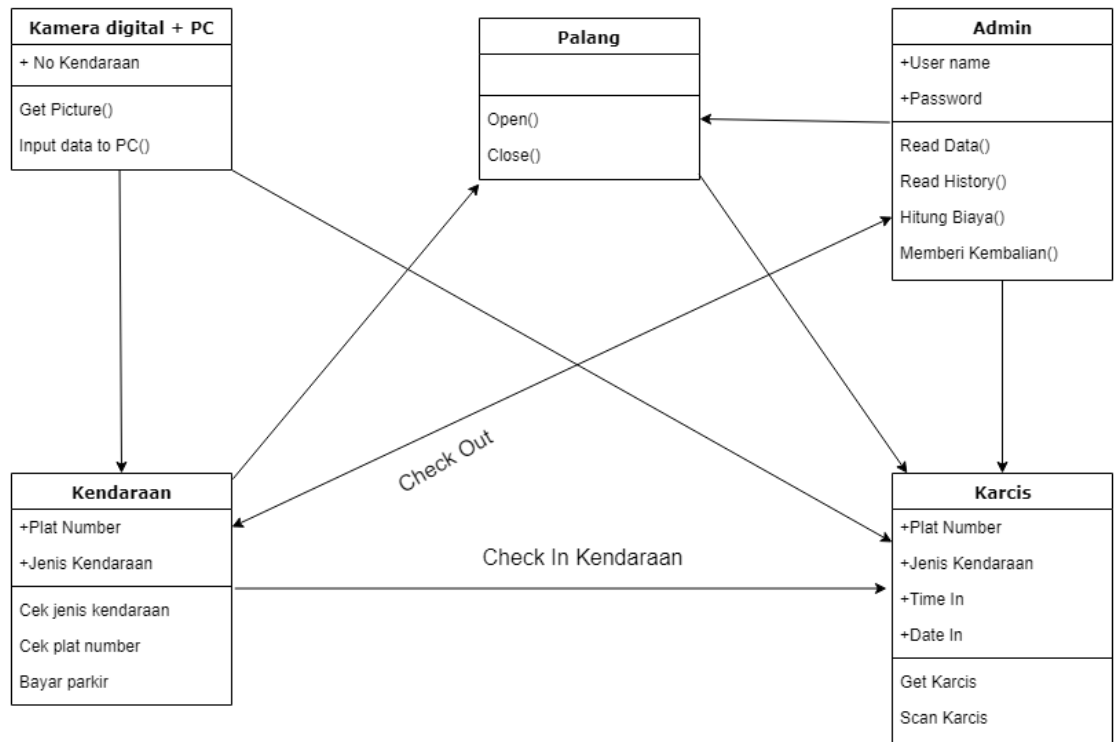 Kamera digital + PC
+ No Kendaraan
Get Picture()
Input data to PC()
Palang
Open()
Close()
Admin
+User name
+Password
Read Data()
Read History()
Hitung Biaya()
Memberi Kembalian()
Check Out
Check In Kendaraan
Kendaraan
+Plat Number
+Jenis Kendaraan
Cek jenis kendaraan
Cek plat number
Bayar parkir
Karcis
+Plat Number
+Jenis Kendaraan
+Time In
+Date In
Get Karcis
Scan Karcis